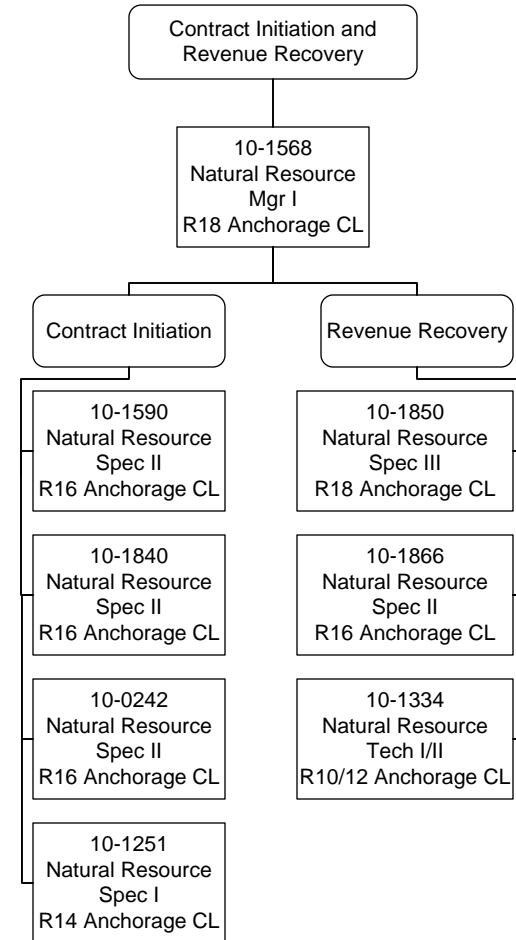 Contract Initiation and
Revenue Recovery
10-1568
Natural Resource
Mgr I
R18 Anchorage CL
Contract Initiation
Revenue Recovery
10-1590
Natural Resource
Spec II
R16 Anchorage CL
10-1840
Natural Resource
Spec II
R16 Anchorage CL
10-0242
Natural Resource
Spec II
R16 Anchorage CL
10-1251
Natural Resource
Spec I
R14 Anchorage CL
10-1850
Natural Resource
Spec III
R18 Anchorage CL
10-1866
Natural Resource
Spec II
R16 Anchorage CL
10-1334
Natural Resource
Tech I/II
R10/12 Anchorage CL